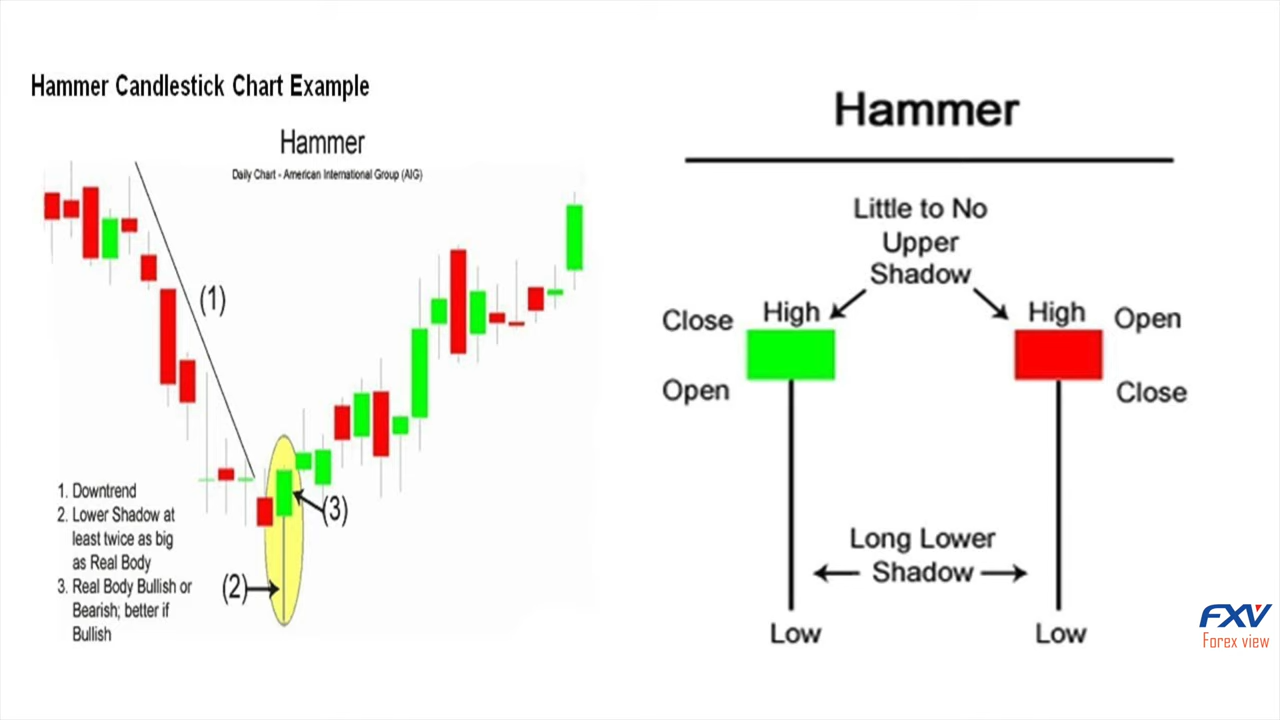 Hammer Candlestick Chart Example
Hammer
Daily Chart - American International Group (AIG)
(1)
(3)
(2)
1. Downtrend
2. Lower Shadow at
least twice as big
as Real Body
3. Real Body Bullish or
Bearish; better if
Bullish
Hammer
Little to No
Upper
Shadow
Close
High
High
Open
Open
Close
Long Lower
Shadow
Low
Low
FXV
Forex view